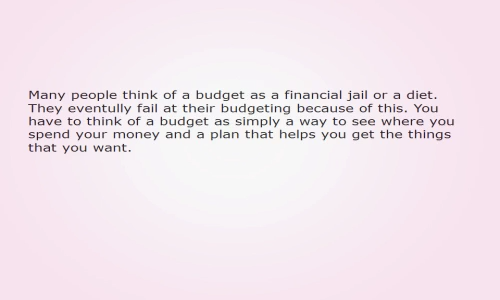 Many people think of a budget as a financial jail or a diet.
They eventully fail at their budgeting because of this. You
have to think of a budget as simply a way to see where you
spend your money and a plan that helps you get the things
that you want.